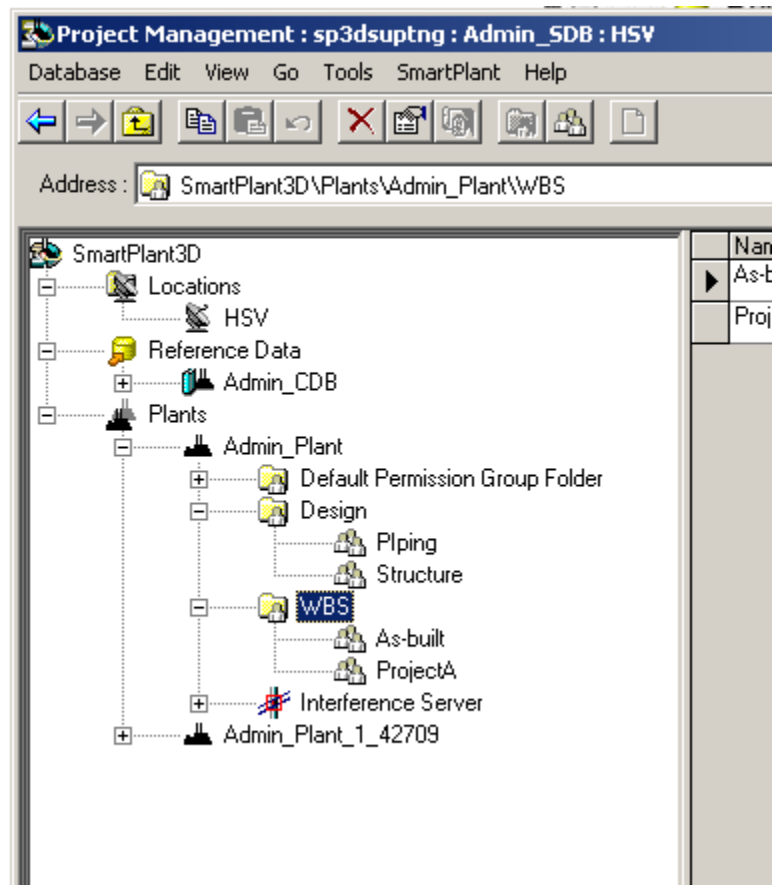 Project Management : sp3dsuptng : Admin_SDB : HSV
Database Edit View Go Tools SmartPlant Help
Address : SmartPlant3D\Plants\Admin_Plant\WBS
SmartPlant3D
Locations
HSV
Reference Data
Admin_CDB
Plants
Admin_Plant
Default Permission Group Folder
Design
PIping
Structure
WBS
As-built
ProjectA
Interference Server
Admin_Plant_1_42709